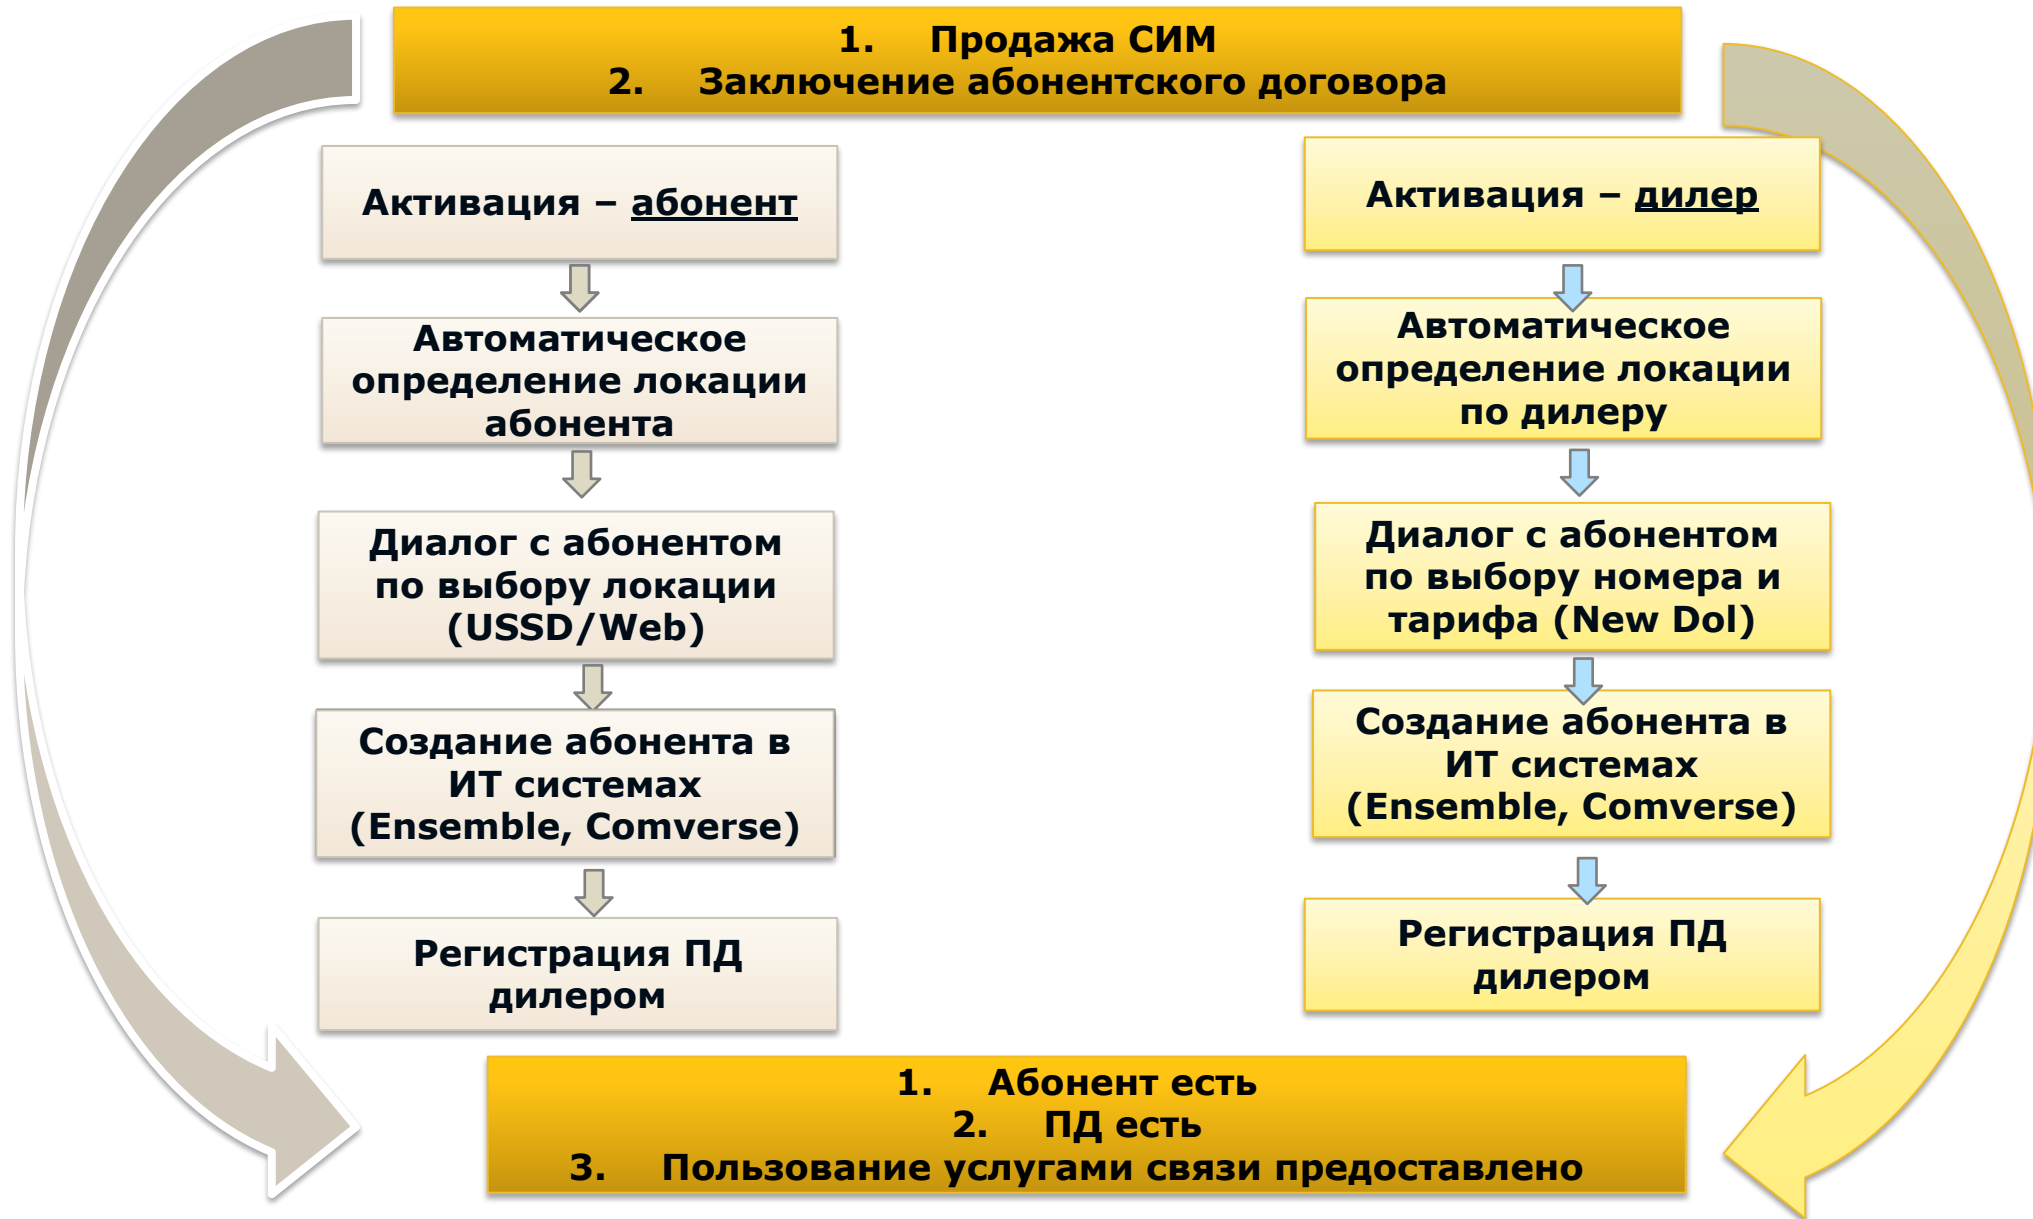 1. Продажа СИМ
2. Заключение абонентского договора
Активация – абонент
Автоматическое
определение локации
абонента
Диалог с абонентом
по выбору локации
(USSD/Web)
Создание абонента в
ИТ системах
(Ensemble, Comverse)
Регистрация ПД
дилером
Активация – дилер
Автоматическое
определение локации
по дилеру
Диалог с абонентом
по выбору номера и
тарифа (New Dol)
Создание абонента в
ИТ системах
(Ensemble, Comverse)
Регистрация ПД
дилером
1. Абонент есть
2. ПД есть
3. Пользование услугами связи предоставлено